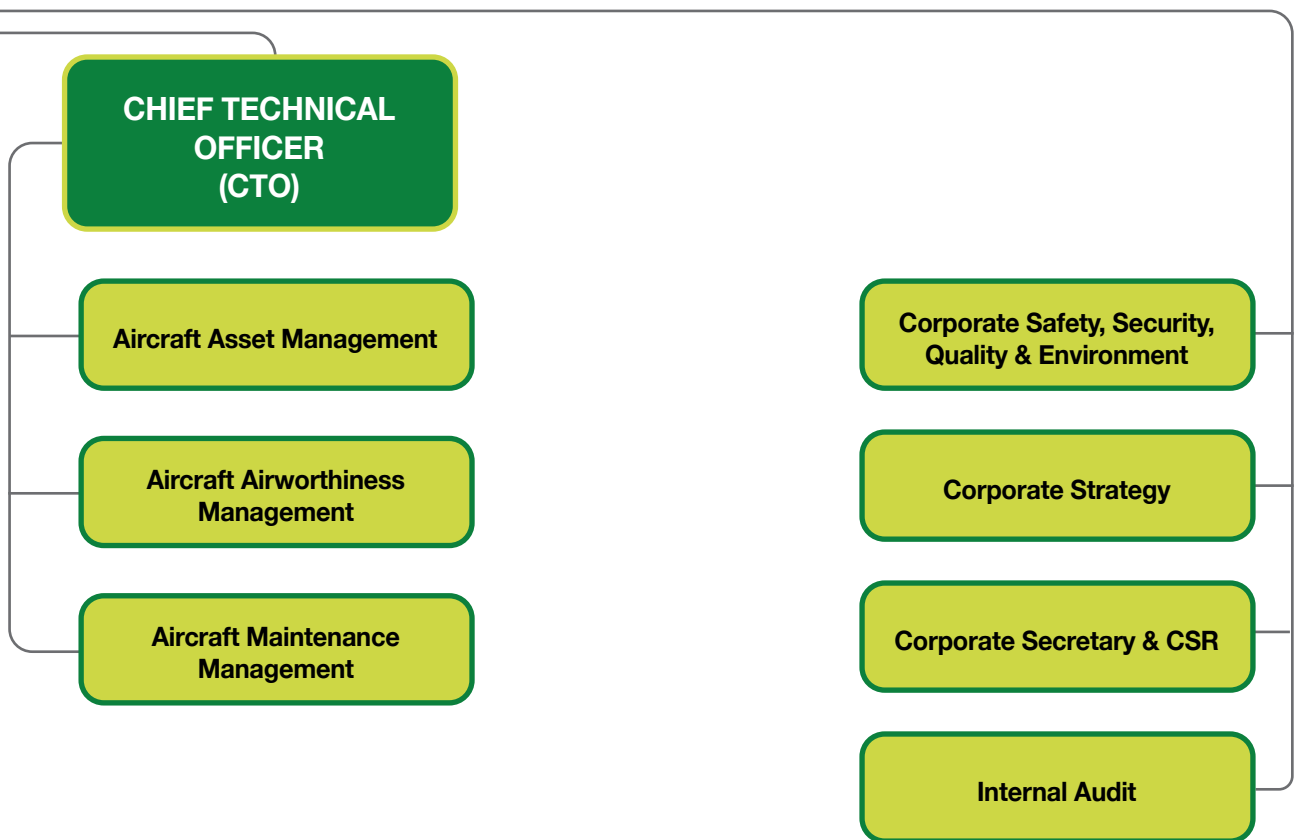 CHIEF TECHNICAL
OFFICER
(CTO)
Aircraft Asset Management
Aircraft Airworthiness
Management
Aircraft Maintenance
Management
Corporate Safety, Security,
Quality & Environment
Corporate Strategy
Corporate Secretary & CSR
Internal Audit